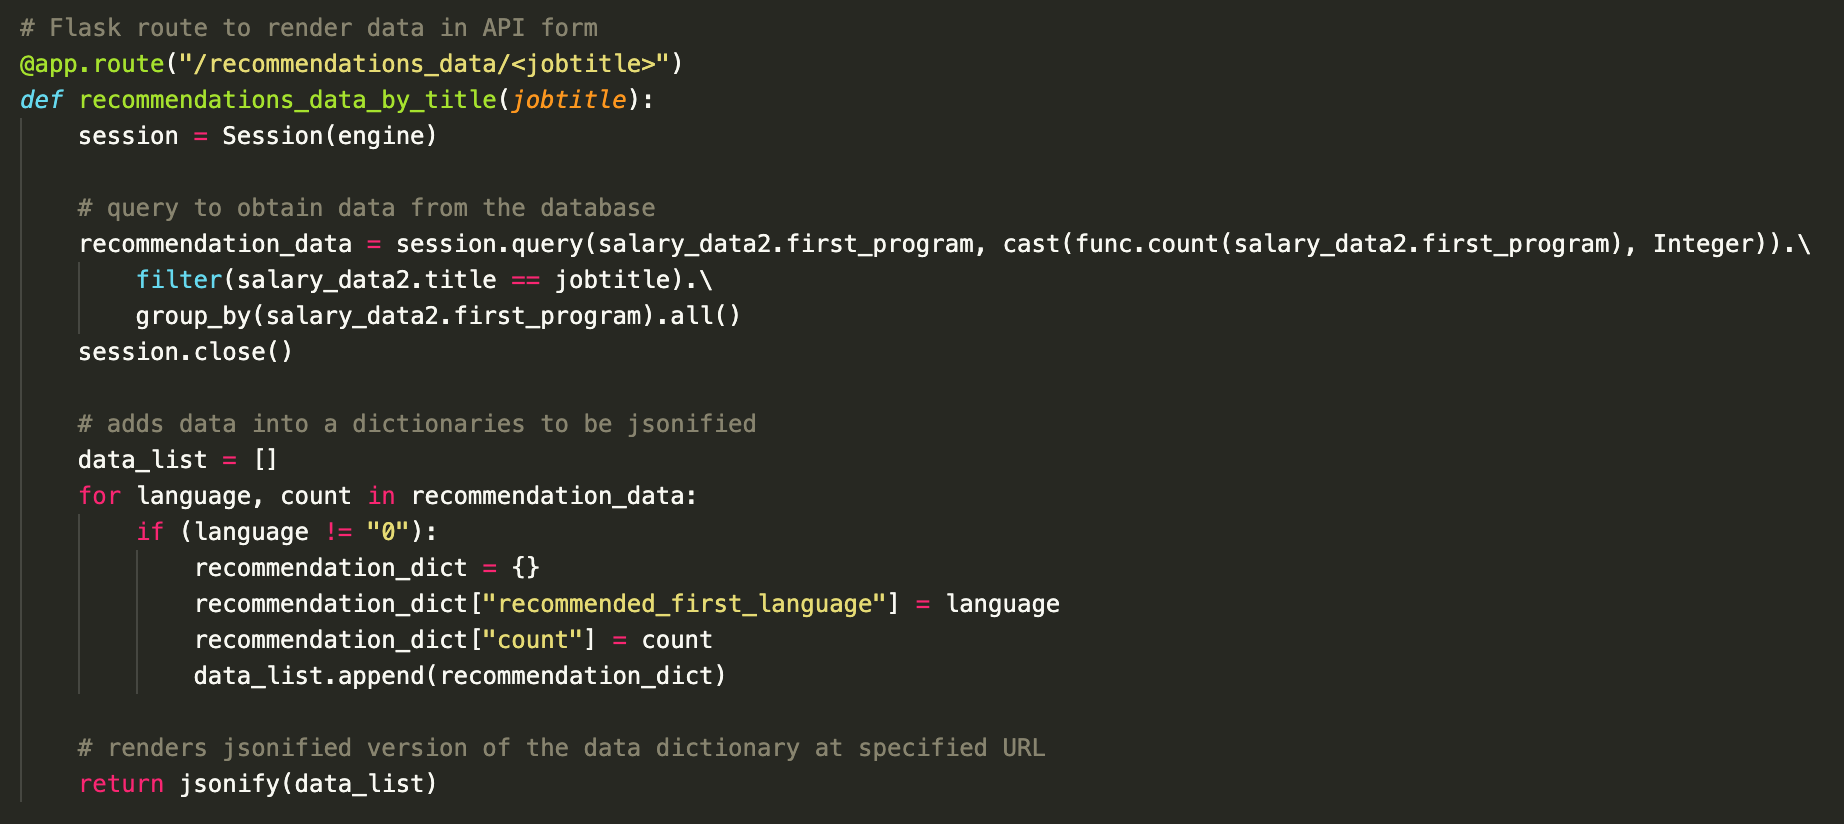 # Flask route to render data in API form
@app.route("/recommendations_data/<jobtitle>")
def recommendations_data_by_title(jobtitle):
    session = Session(engine)

    # query to obtain data from the database
    recommendation_data = session.query(salary_data2.first_program, cast(func.count(salary_data2.first_program), Integer)).\
        filter(salary_data2.title == jobtitle).\
        group_by(salary_data2.first_program).all()
    session.close()

    # adds data into a dictionaries to be jsonified
    data_list = []
    for language, count in recommendation_data:
        if (language != "0"):
            recommendation_dict = {}
            recommendation_dict["recommended_first_language"] = language
            recommendation_dict["count"] = count
            data_list.append(recommendation_dict)

    # renders jsonified version of the data dictionary at specified URL
    return jsonify(data_list)